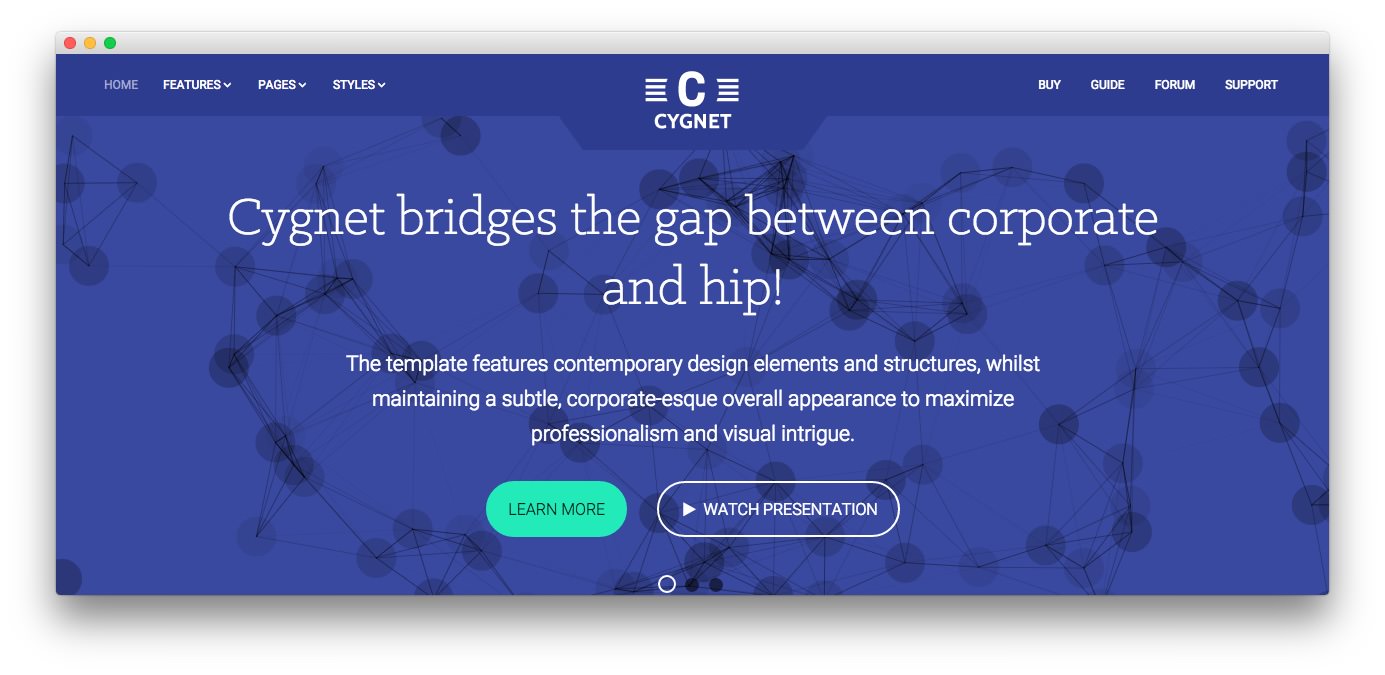 HOME FEATURES PAGES STYLES
C
CYGNET
BUY GUIDE FORUM SUPPORT
Cygnet bridges the gap between corporate
and hip!
The template features contemporary design elements and structures, whilst
maintaining a subtle, corporate-esque overall appearance to maximize
professionalism and visual intrigue.
LEARN MORE
WATCH PRESENTATION